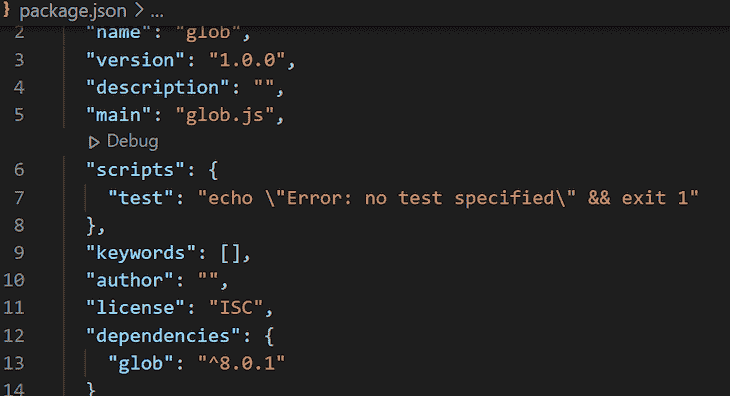 package.json > ...
2 "name": "glob",
3 "version": "1.0.0",
4 "description": "",
5 "main": "glob.js",
Debug
6 "scripts": {
7 "test": "echo \"Error: no test specified\" && exit 1"
8 },
9 "keywords": [],
10 "author": "",
11 "license": "ISC",
12 "dependencies": {
13 "glob": "^8.0.1"
14 }